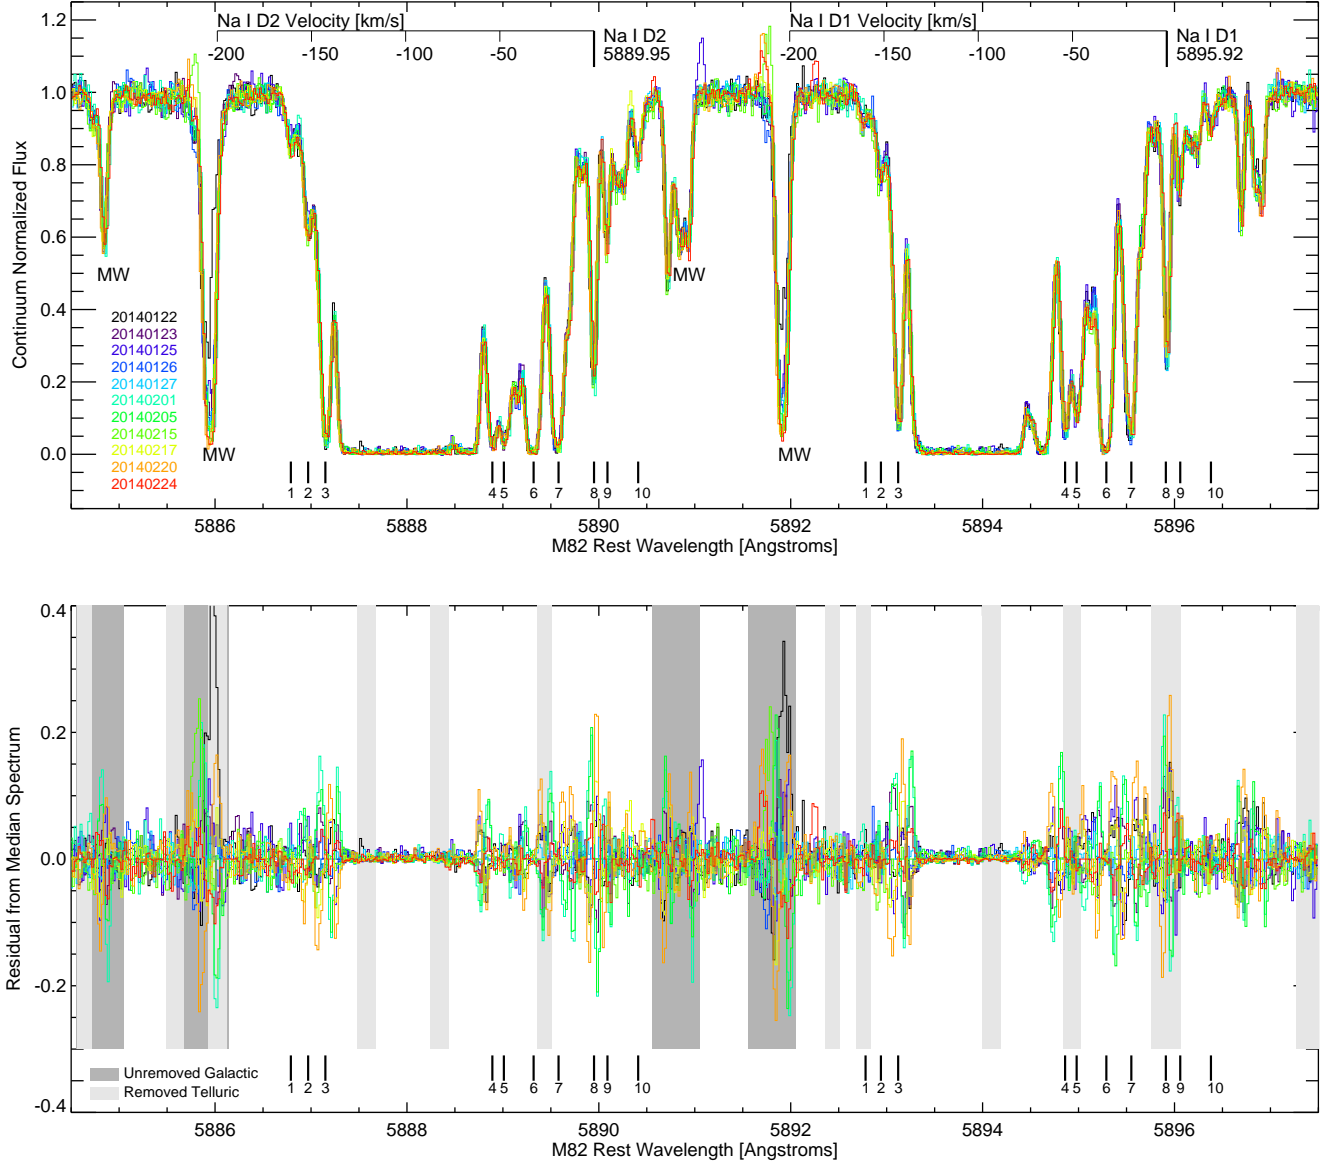 Na I D2 Velocity [km/s]
-200 -150 -100 -50
Na I D2
5889.95
Na I D1 Velocity [km/s]
-200 -150 -100 -50
Na I D1
5895.92
1.2
1.0
0.8
0.6
0.4
0.2
0.0
Continuum Normalized Flux
MW
MW
MW
MW
20140122
20140123
20140125
20140126
20140127
20140201
20140205
20140215
20140217
20140220
20140224
1 2 3 4 5 6 7 8 9 10 1 2 3 4 5 6 7 8 9 10
5886 5888 5890 5892 5894 5896
M82 Rest Wavelength [Angstroms]
0.4
0.2
0.0
-0.2
-0.4
Residual from Median Spectrum
Unremoved Galactic
Removed Telluric
1 2 3 4 5 6 7 8 9 10 1 2 3 4 5 6 7 8 9 10
5886 5888 5890 5892 5894 5896
M82 Rest Wavelength [Angstroms]